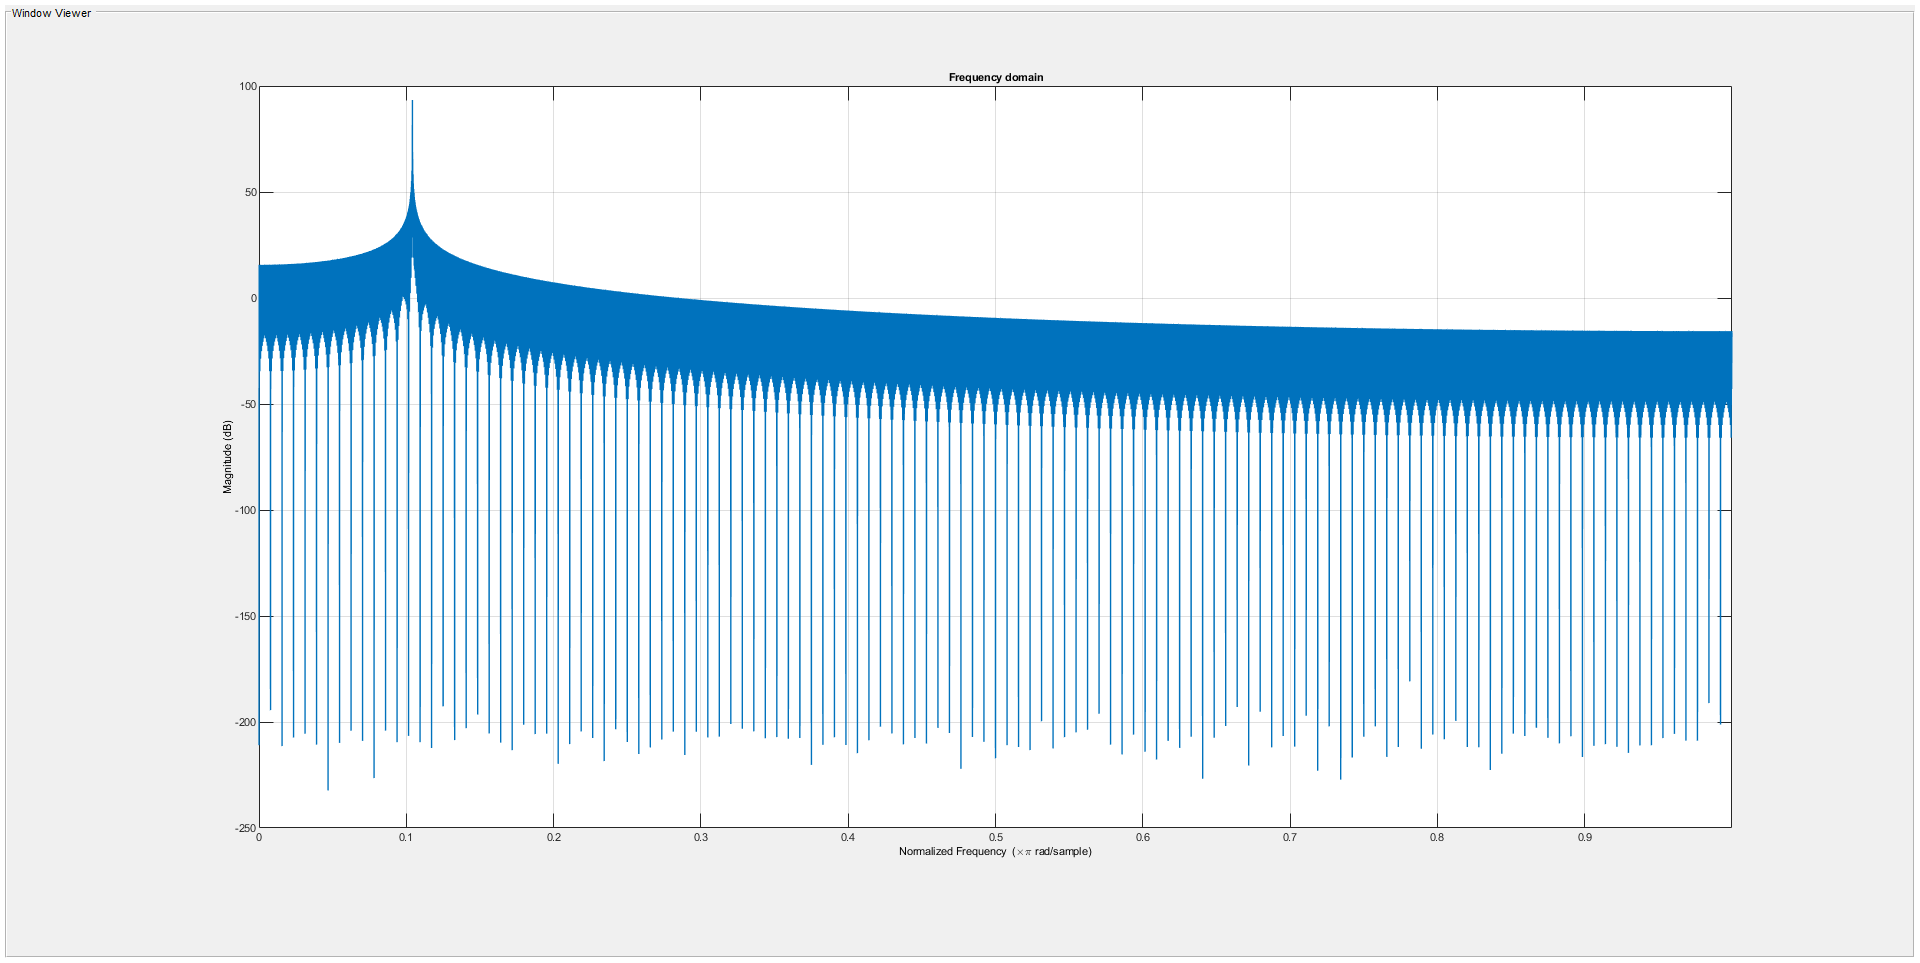 Window Viewer
Frequency domain
100
50
0
-50
-100
-150
-200
-250
Magnitude (dB)
0 0.1 0.2 0.3 0.4 0.5 0.6 0.7 0.8 0.9
Normalized Frequency (×π rad/sample)